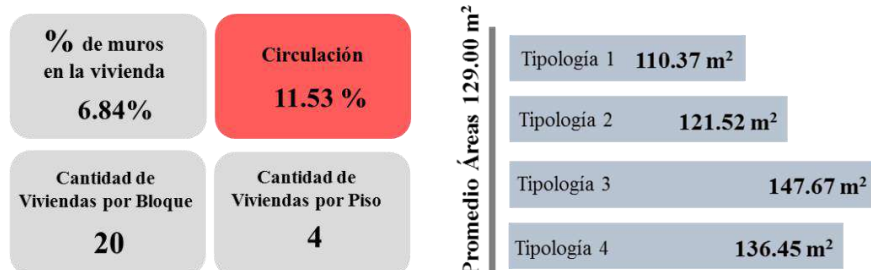 % de muros
en la vivienda
6.84%
Circulación
11.53 %
Cantidad de
Viviendas por Bloque
20
Cantidad de
Viviendas por Piso
4
Promedio Áreas 129.00 m²
Tipología 1 110.37 m²
Tipología 2 121.52 m²
Tipología 3 147.67 m²
Tipología 4 136.45 m²